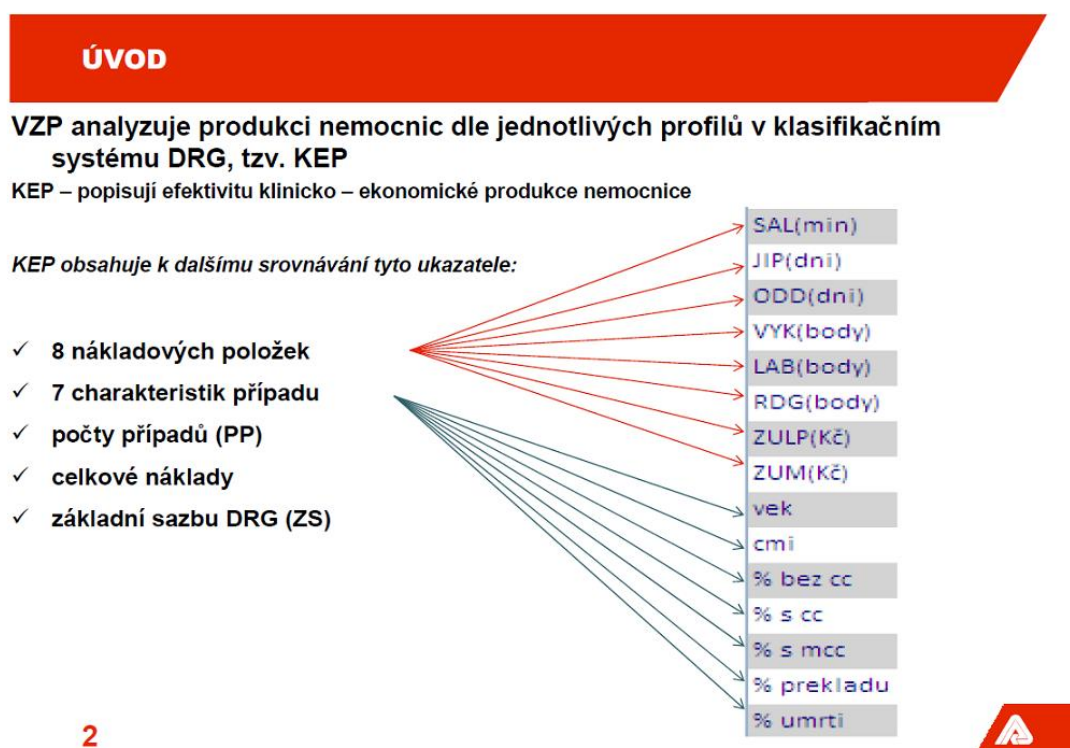 ÚVOD
VZP analyzuje produkci nemocnic dle jednotlivých profilů v klasifikačním
systému DRG, tzv. KEP
KEP – popisují efektivitu klinicko – ekonomické produkce nemocnice
KEP obsahuje k dalšímu srovnávání tyto ukazatele:
✓ 8 nákladových položek
✓ 7 charakteristik případu
✓ počty případů (PP)
✓ celkové náklady
✓ základní sazbu DRG (ZS)
SAL(min)
JIP(dni)
ODD(dni)
VYK(body)
LAB(body)
RDG(body)
ZULP(Kč)
ZUM(Kč)
vek
cmi
% bez cc
% s cc
% s mcc
% prekladu
% umrti
2